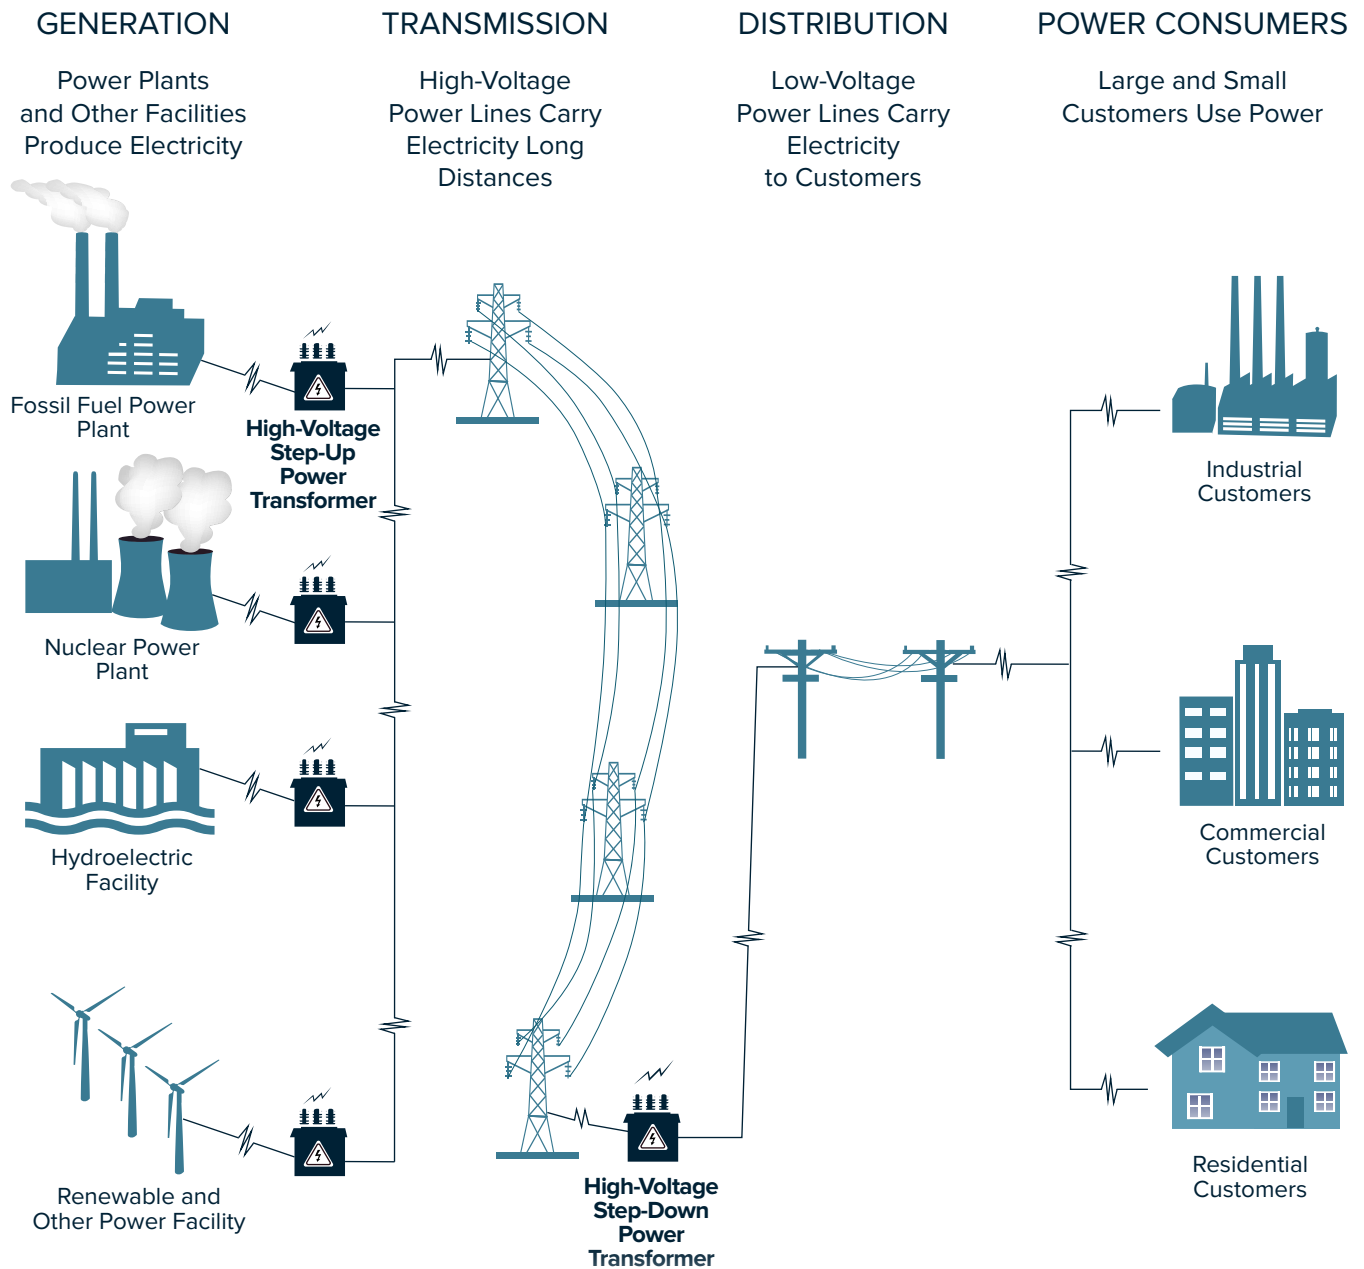 GENERATION
Power Plants
and Other Facilities
Produce Electricity
TRANSMISSION
High-Voltage
Power Lines Carry
Electricity Long
Distances
DISTRIBUTION
Low-Voltage
Power Lines Carry
Electricity
to Customers
POWER CONSUMERS
Large and Small
Customers Use Power
Fossil Fuel Power
Plant
High-Voltage
Step-Up
Power
Transformer
Nuclear Power
Plant
Hydroelectric
Facility
Renewable and
Other Power Facility
High-Voltage
Step-Down
Power
Transformer
Industrial
Customers
Commercial
Customers
Residential
Customers